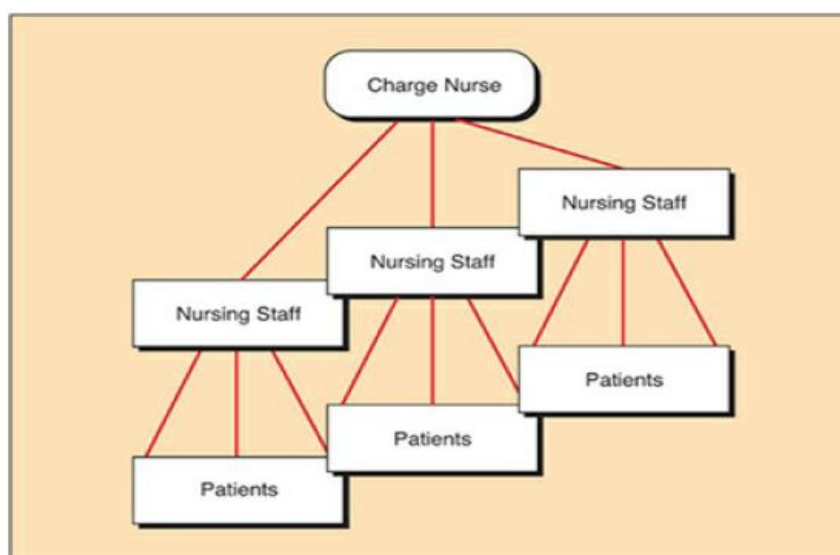 Charge Nurse
Nursing Staff
Nursing Staff
Nursing Staff
Patients
Patients
Patients